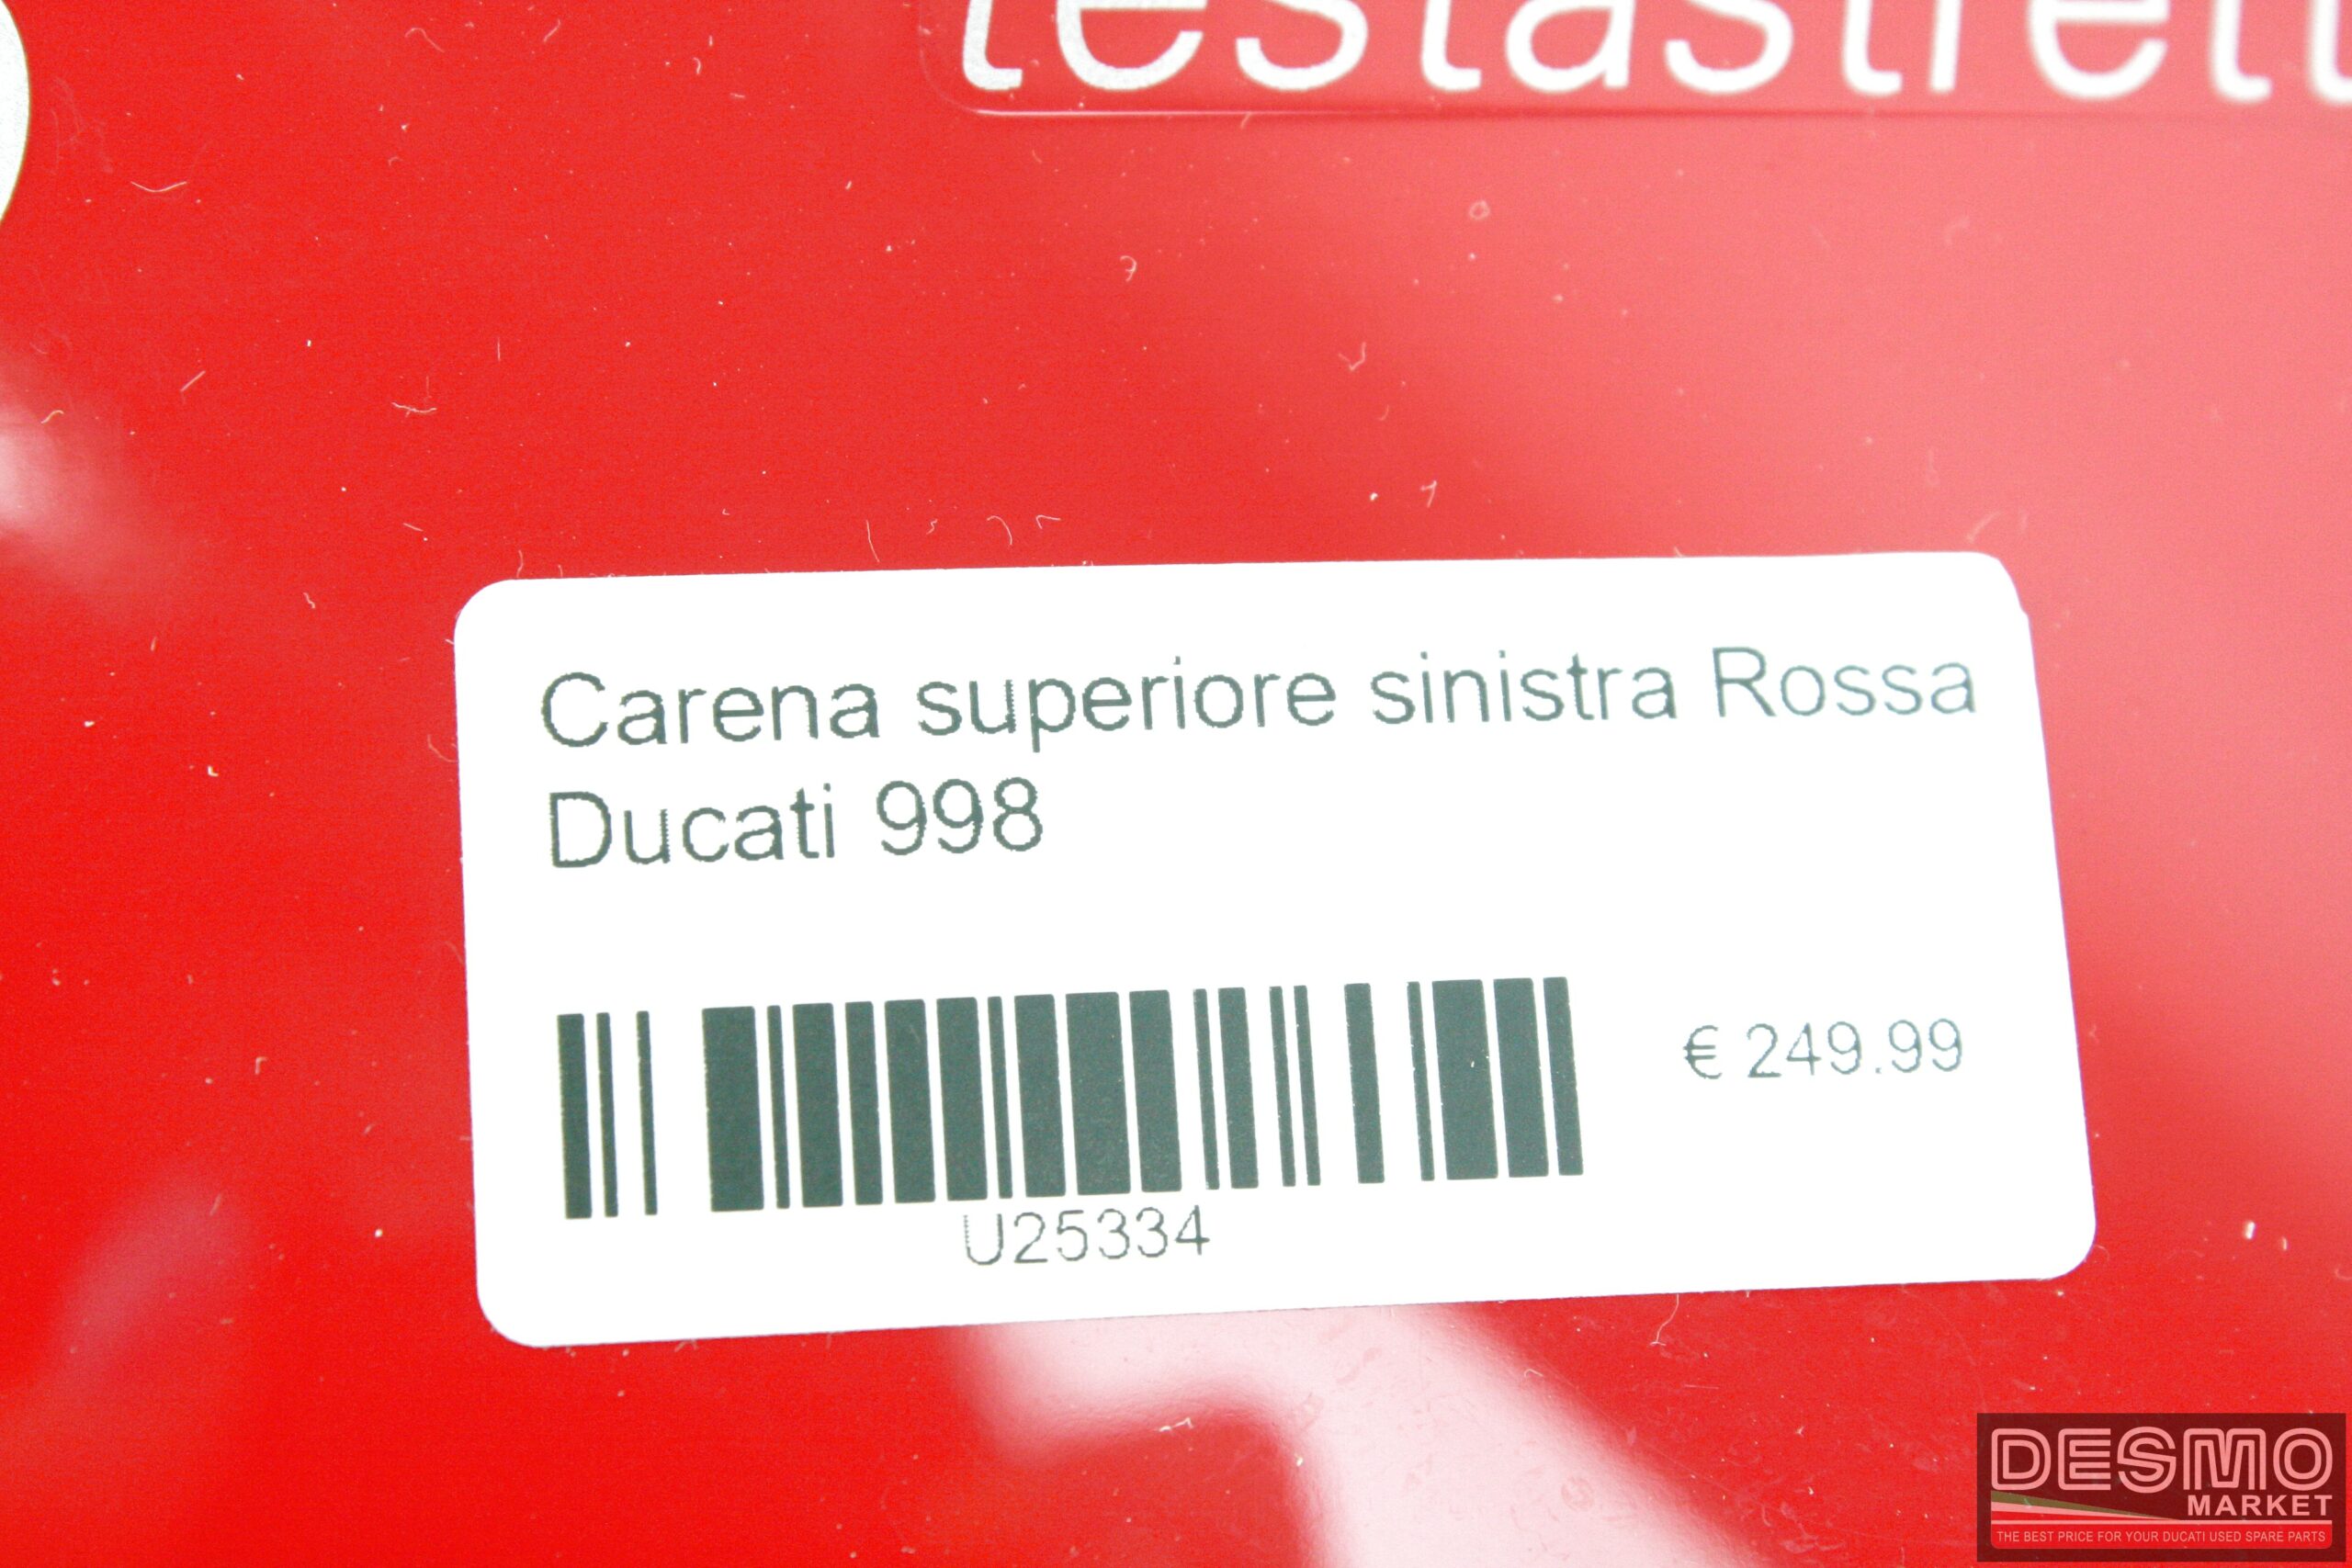 testastrett
Carena superiore sinistra Rossa
Ducati 998
€ 249.99
U25334
DESMO
MARKET
THE BEST PRICE FOR YOUR DUCATI USED SPARE PARTS